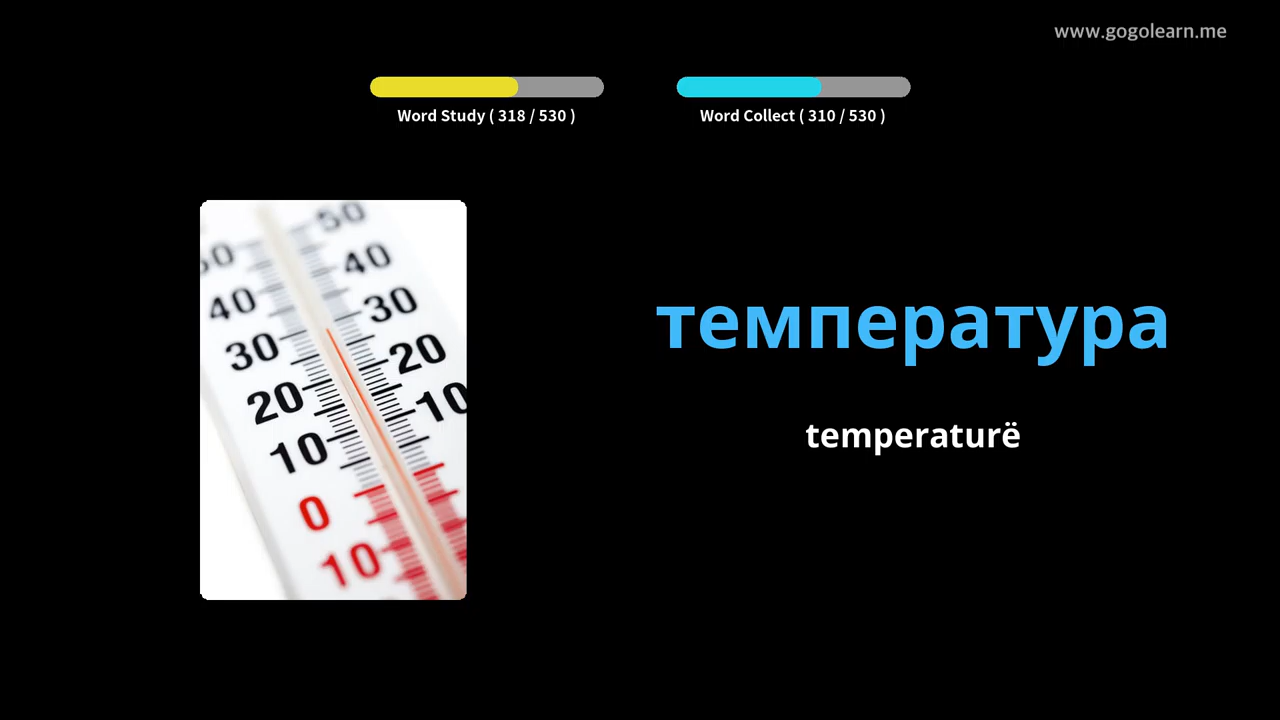 www.gogolearn.me
Word Study ( 318 / 530 )
Word Collect ( 310 / 530 )
50
50
40
40
30
30
20
20
10
10
0
10
температура
temperaturë